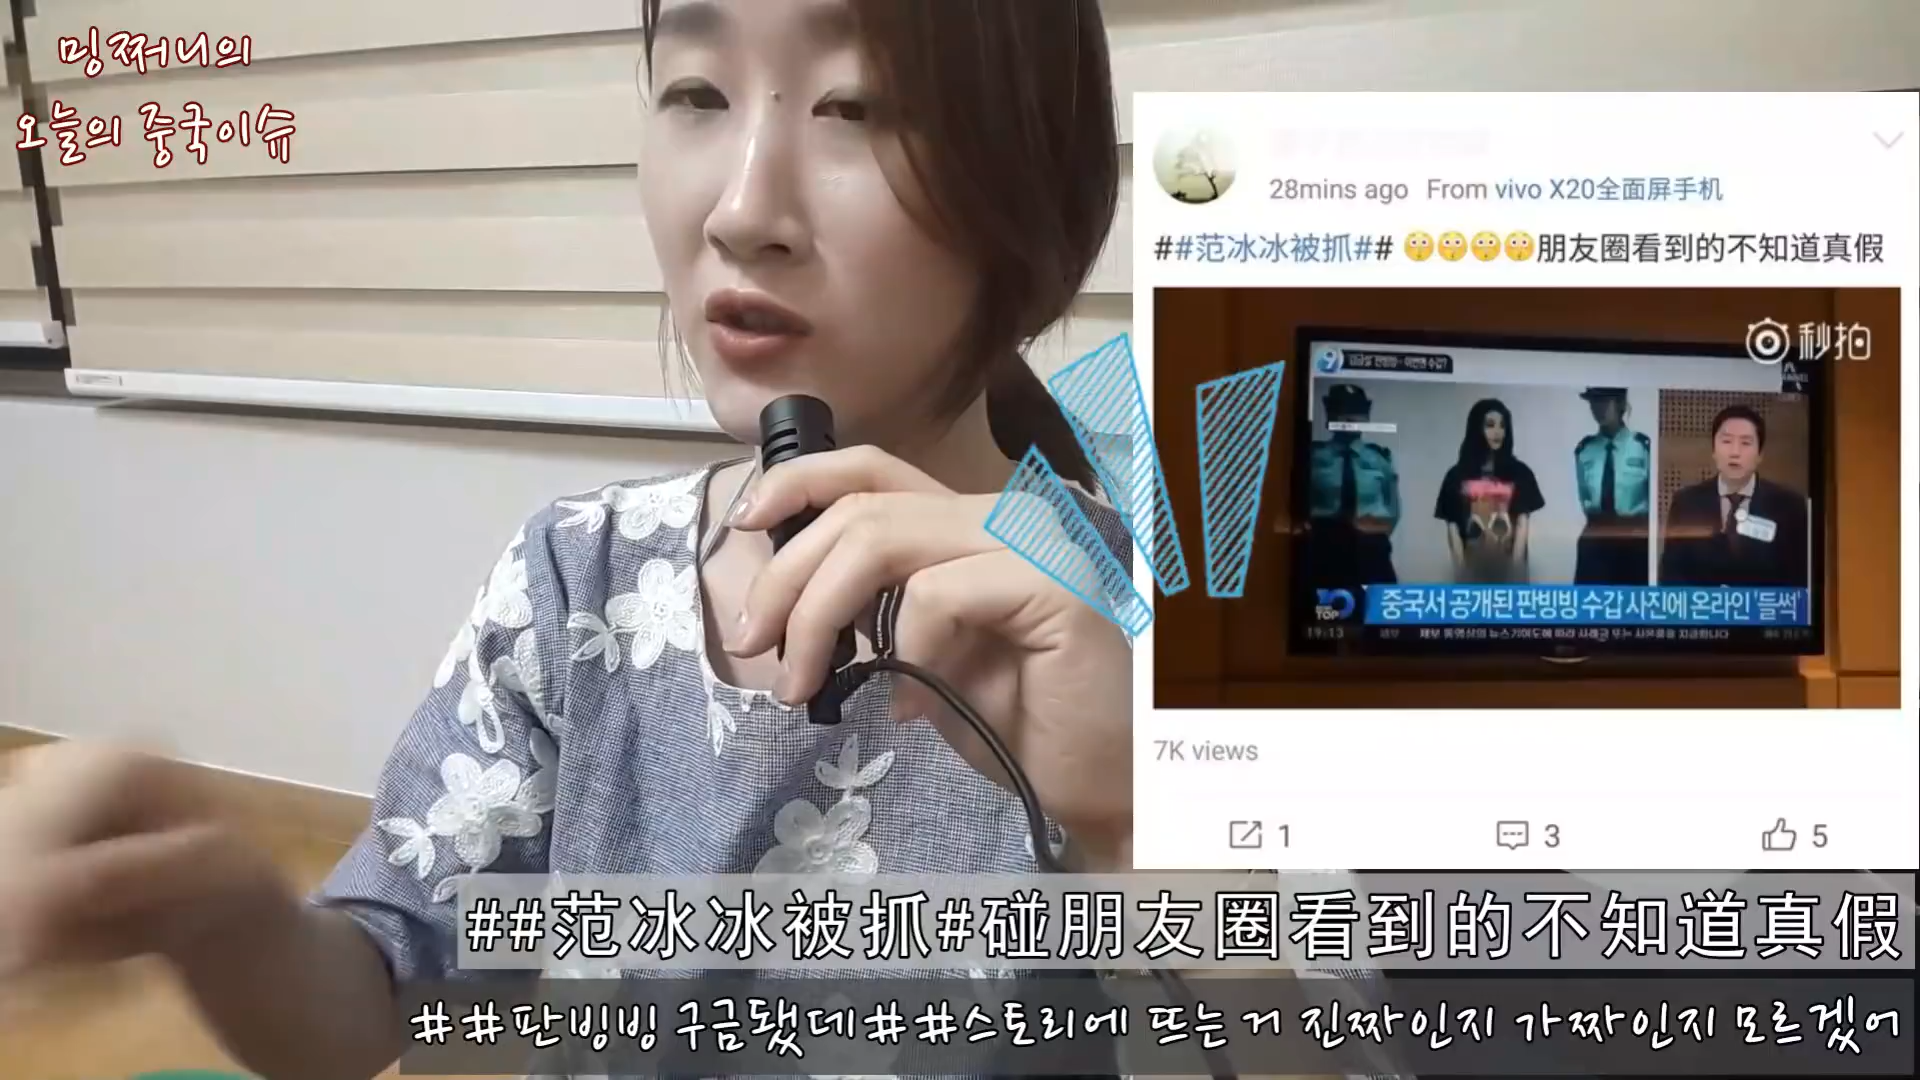 밍쩌니의
오늘의 중국이슈
28mins ago From vivo X20全面屏手机
##范冰冰被抓## 朋友圈看到的不知道真假
秒拍
9
중국서 공개된 판빙빙 수갑 사진에 온라인 '들썩'
TOP
19:13
7K views
1
3
5
##范冰冰被抓#碰朋友圈看到的不知道真假
##판빙빙 구금됐데##스토리에 뜨는 거 진짜인지 가짜인지 모르겠어